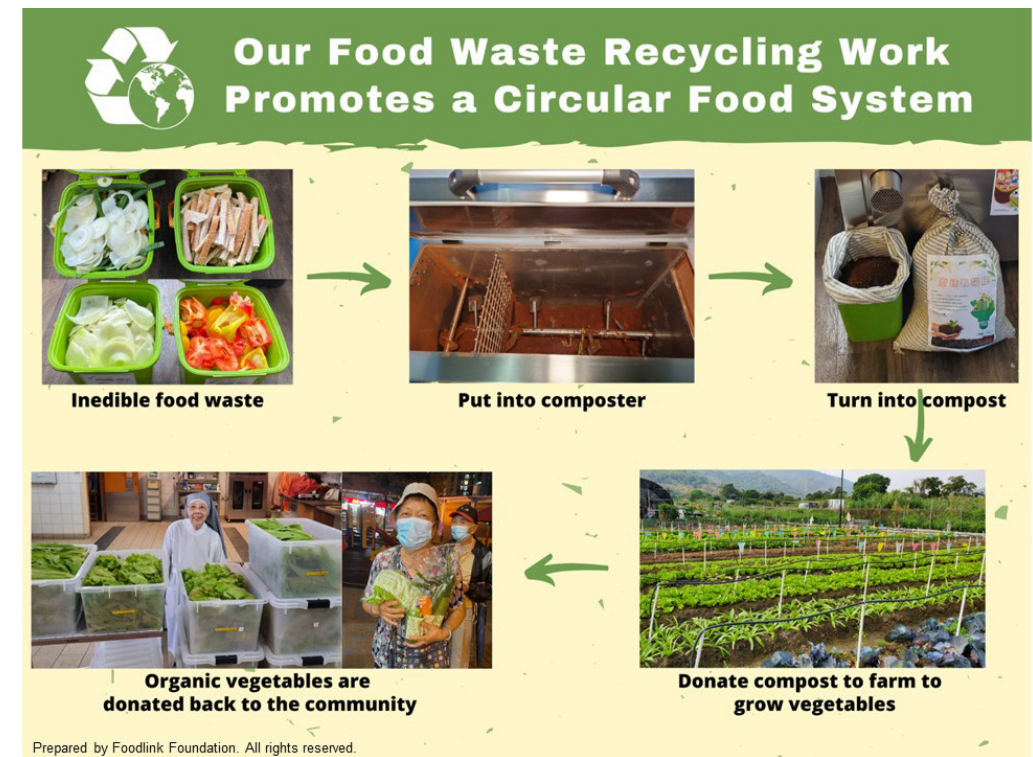 Our Food Waste Recycling Work
Promotes a Circular Food System
Inedible food waste
Put into composter
Turn into compost
Organic vegetables are
donated back to the community
Donate compost to farm to
grow vegetables
Prepared by Foodlink Foundation. All rights reserved.